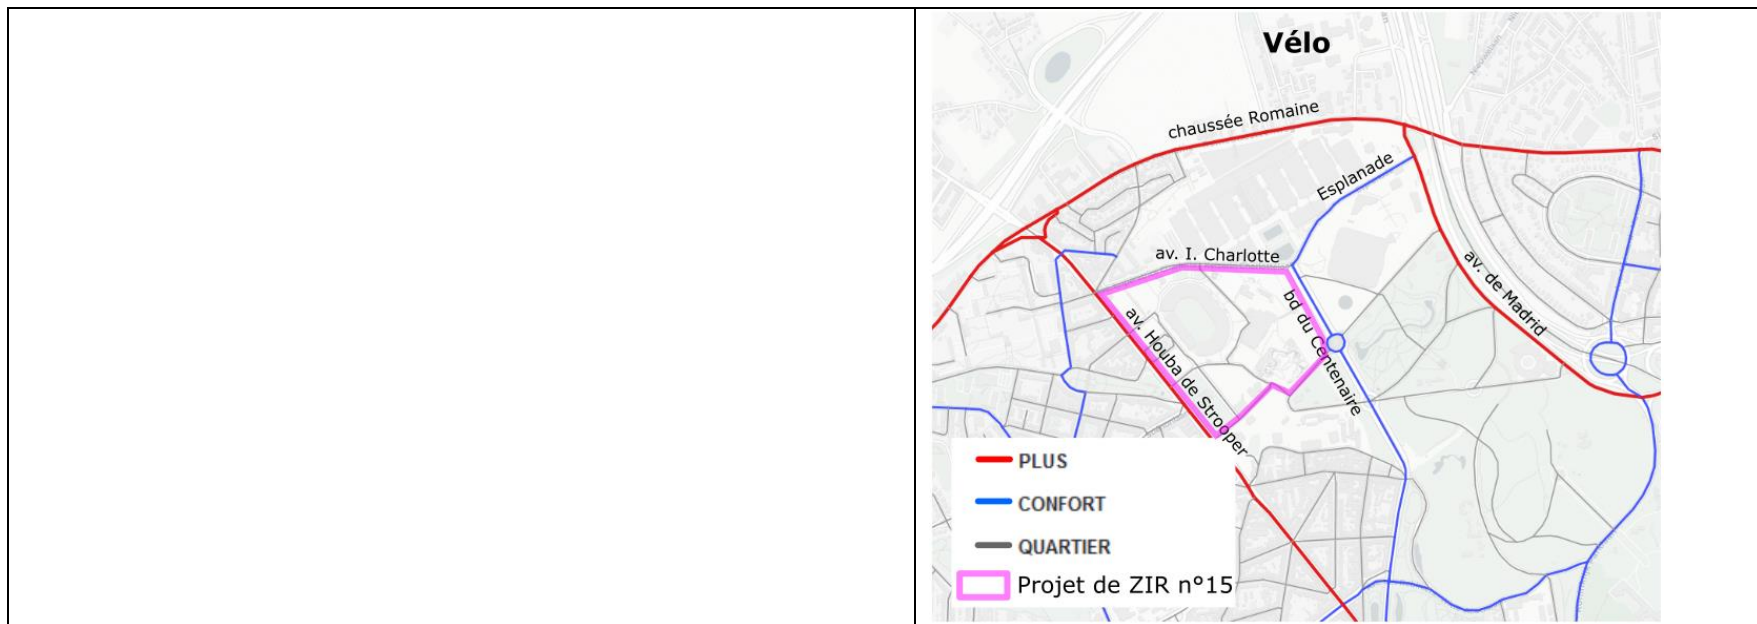 Vélo
chaussée Romaine
Esplanade
av. I. Charlotte
av. de Madrid
bd du Centenaire
av. Houba de Strooper
PLUS
CONFORT
QUARTIER
Projet de ZIR n°15